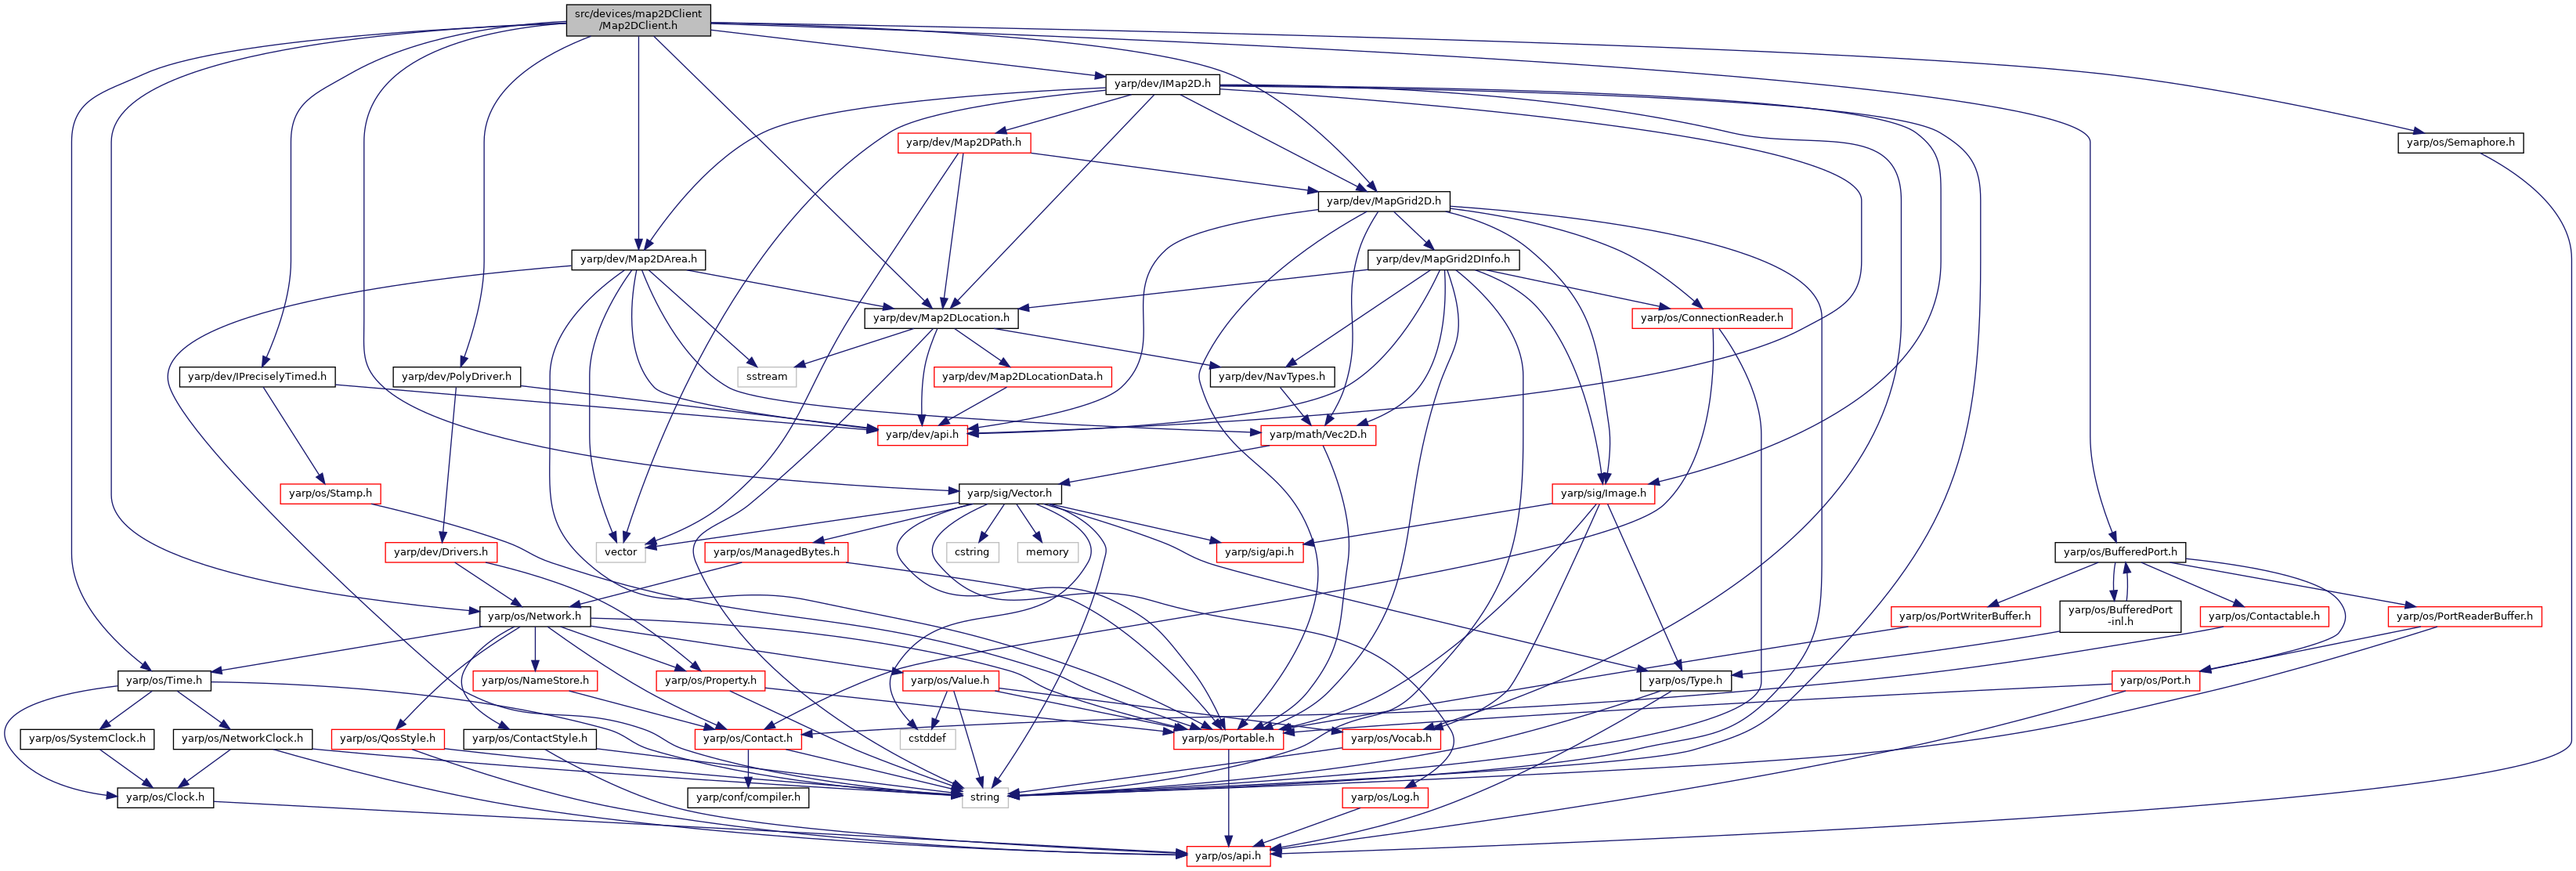 src/devices/map2DClient
/Map2DClient.h
yarp/dev/IMap2D.h
yarp/dev/Map2DPath.h
yarp/os/Semaphore.h
yarp/dev/MapGrid2D.h
yarp/dev/Map2DArea.h
yarp/dev/MapGrid2DInfo.h
yarp/dev/Map2DLocation.h
yarp/os/ConnectionReader.h
yarp/dev/IPreciselyTimed.h
yarp/dev/PolyDriver.h
sstream
yarp/dev/Map2DLocationData.h
yarp/dev/NavTypes.h
yarp/dev/api.h
yarp/math/Vec2D.h
yarp/os/Stamp.h
yarp/sig/Vector.h
yarp/sig/Image.h
yarp/dev/Drivers.h
vector
yarp/os/ManagedBytes.h
cstring
memory
yarp/sig/api.h
yarp/os/BufferedPort.h
yarp/os/Network.h
yarp/os/PortWriterBuffer.h
yarp/os/BufferedPort
-inl.h
yarp/os/Contactable.h
yarp/os/PortReaderBuffer.h
yarp/os/Time.h
yarp/os/NameStore.h
yarp/os/Property.h
yarp/os/Value.h
yarp/os/Type.h
yarp/os/Port.h
yarp/os/SystemClock.h
yarp/os/NetworkClock.h
yarp/os/QosStyle.h
yarp/os/ContactStyle.h
yarp/os/Contact.h
cstddef
yarp/os/Portable.h
yarp/os/Vocab.h
yarp/os/Clock.h
yarp/conf/compiler.h
string
yarp/os/Log.h
yarp/os/api.h